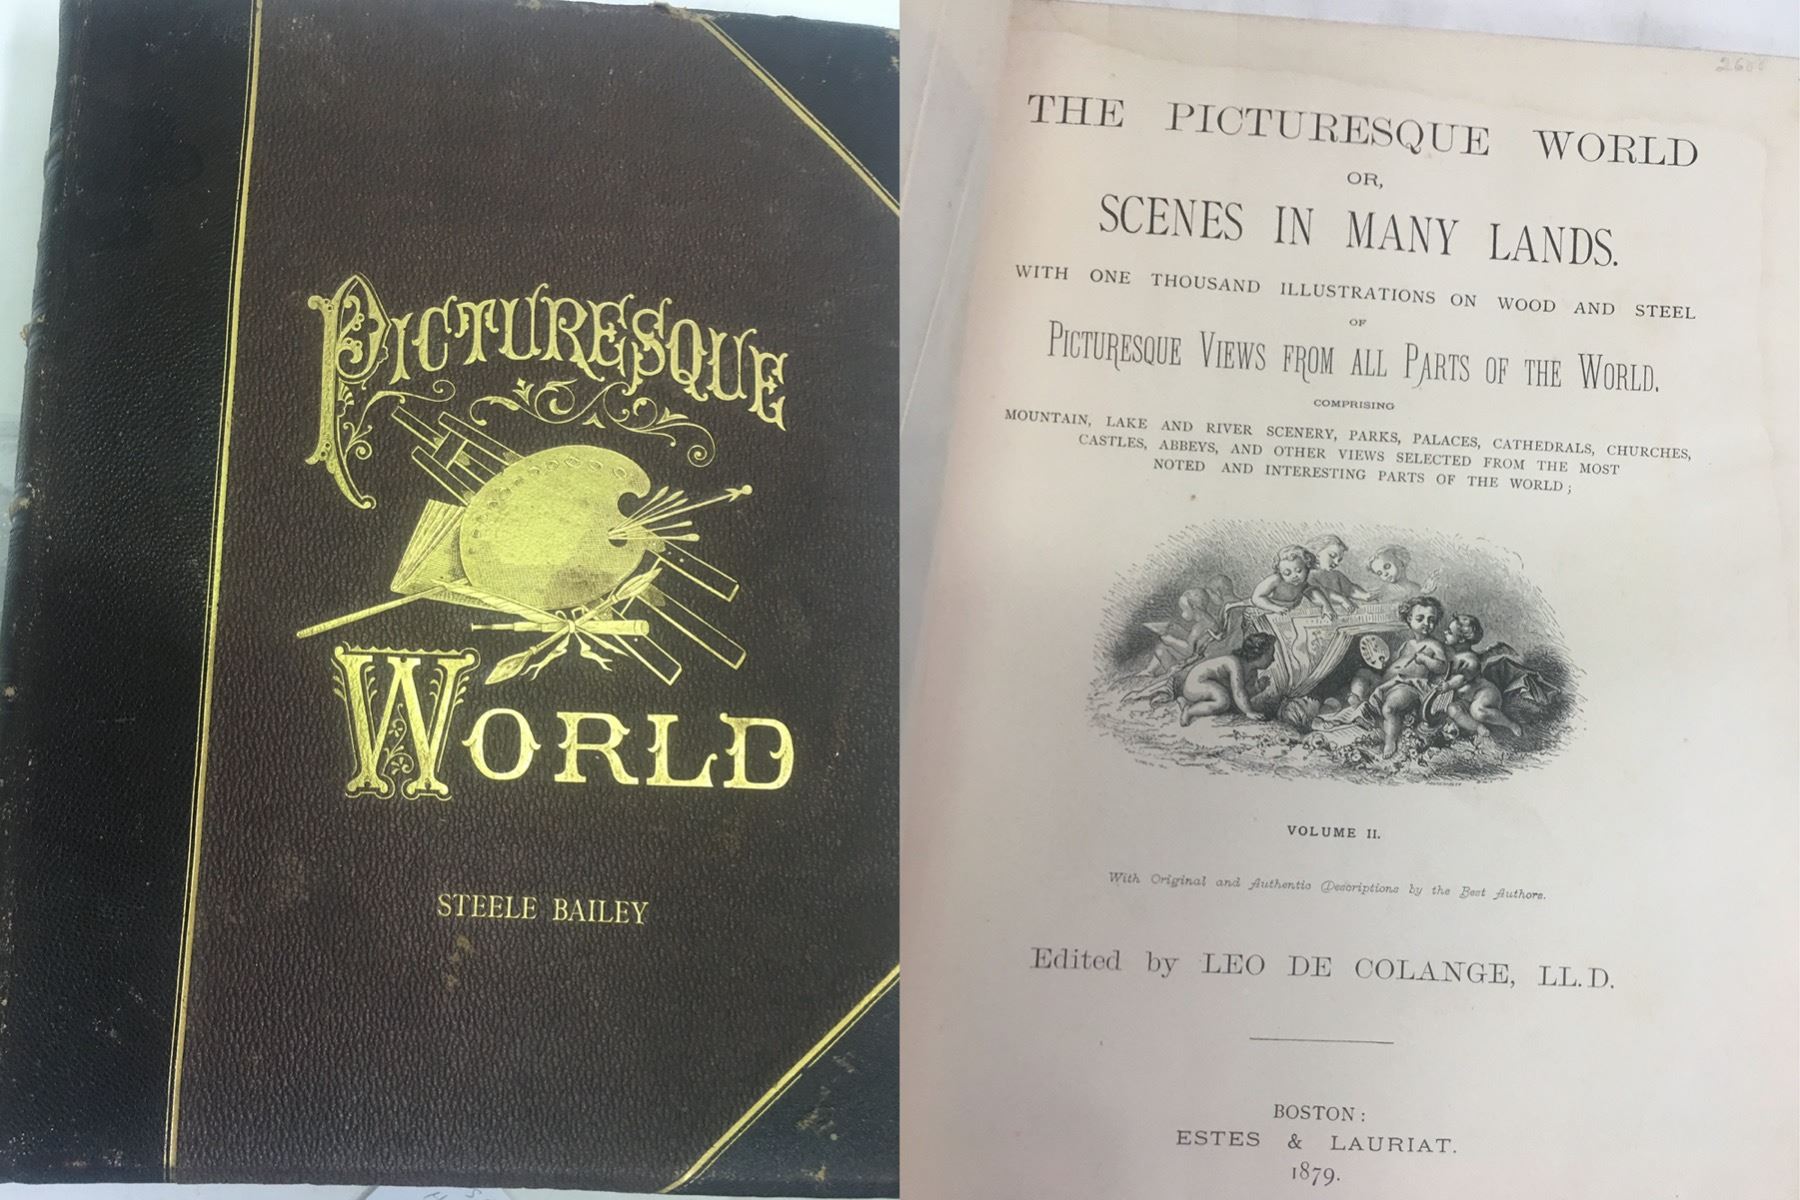 PICTURESQUE
WORLD
STEELE BAILEY
THE PICTURESQUE WORLD
OR,
SCENES IN MANY LANDS.
WITH ONE THOUSAND ILLUSTRATIONS ON WOOD AND STEEL
OF
PICTURESQUE VIEWS FROM ALL PARTS OF THE WORLD.
COMPRISING
MOUNTAIN, LAKE AND RIVER SCENERY, PARKS, PALACES, CATHEDRALS, CHURCHES,
CASTLES, ABBEYS, AND OTHER VIEWS SELECTED FROM THE MOST
NOTED AND INTERESTING PARTS OF THE WORLD;
VOLUME II.
With Original and Authentic Descriptions by the Best Authors.
Edited by LEO DE COLANGE, LL.D.
BOSTON:
ESTES & LAURIAT.
1879.